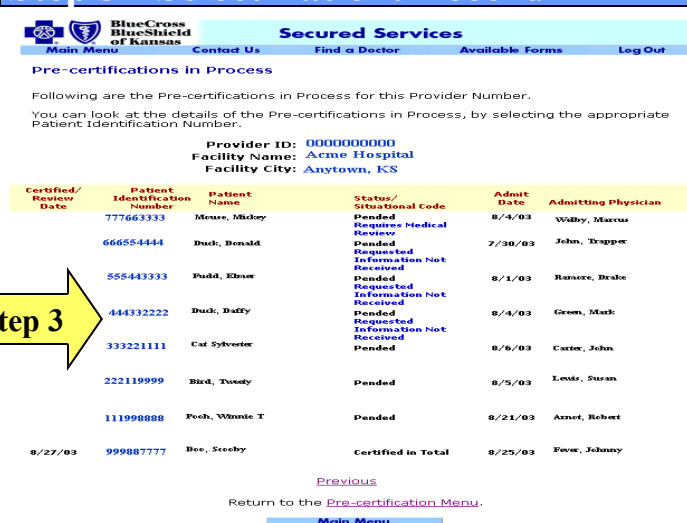 BlueCross
BlueShield
of Kansas
Secured Services
Main Menu Contact Us Find a Doctor Available Forms Log Out
Pre-certifications in Process
Following are the Pre-certifications in Process for this Provider Number.
You can look at the details of the Pre-certifications in Process, by selecting the appropriate
Patient Identification Number.
Provider ID: 0000000000
Facility Name: Acme Hospital
Facility City: Anytown, KS
Certified/ Review Date Patient Identification Number Patient Name Status/ Situational Code Admit Date Admitting Physician
777663333 Mouse, Mickey Pended 8/4/03 Welby, Marcus
Requires Medical
Review
666554444 Duck, Donald Pended 7/30/03 John, Trapper
Requested
Information Not
Received
555443333 Fudd, Elmer Pended 8/1/03 Ramore, Drake
Requested
Information Not
Received
tep 3
444332222 Duck, Daffy Pended 8/4/03 Green, Mark
Requested
Information Not
Received
333221111 Cat Sylvester Pended 8/6/03 Carter, John
222119999 Bird, Tweety Pended 8/5/03 Lewis, Susan
111998888 Pooh, Winnie T Pended 8/21/03 Arnot, Robert
8/27/03 999887777 Doo, Scooby Certified in Total 8/25/03 Fever, Johnny
Previous
Return to the Pre-certification Menu.
Main Menu